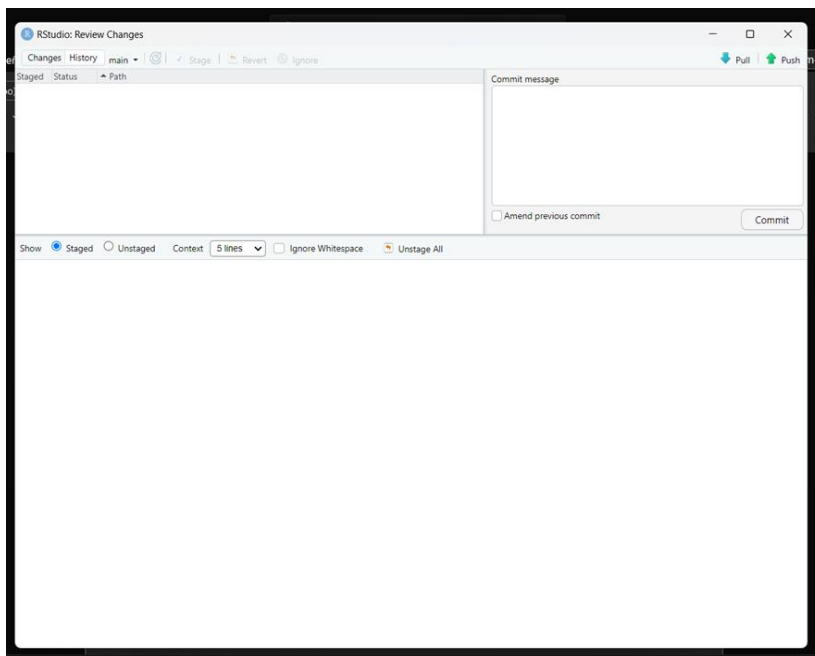 RStudio: Review Changes
Changes History main Stage Revert Ignore Pull Push
Staged Status Path
Commit message
Amend previous commit
Commit
Show Staged Unstaged Context 5 lines Ignore Whitespace Unstage All